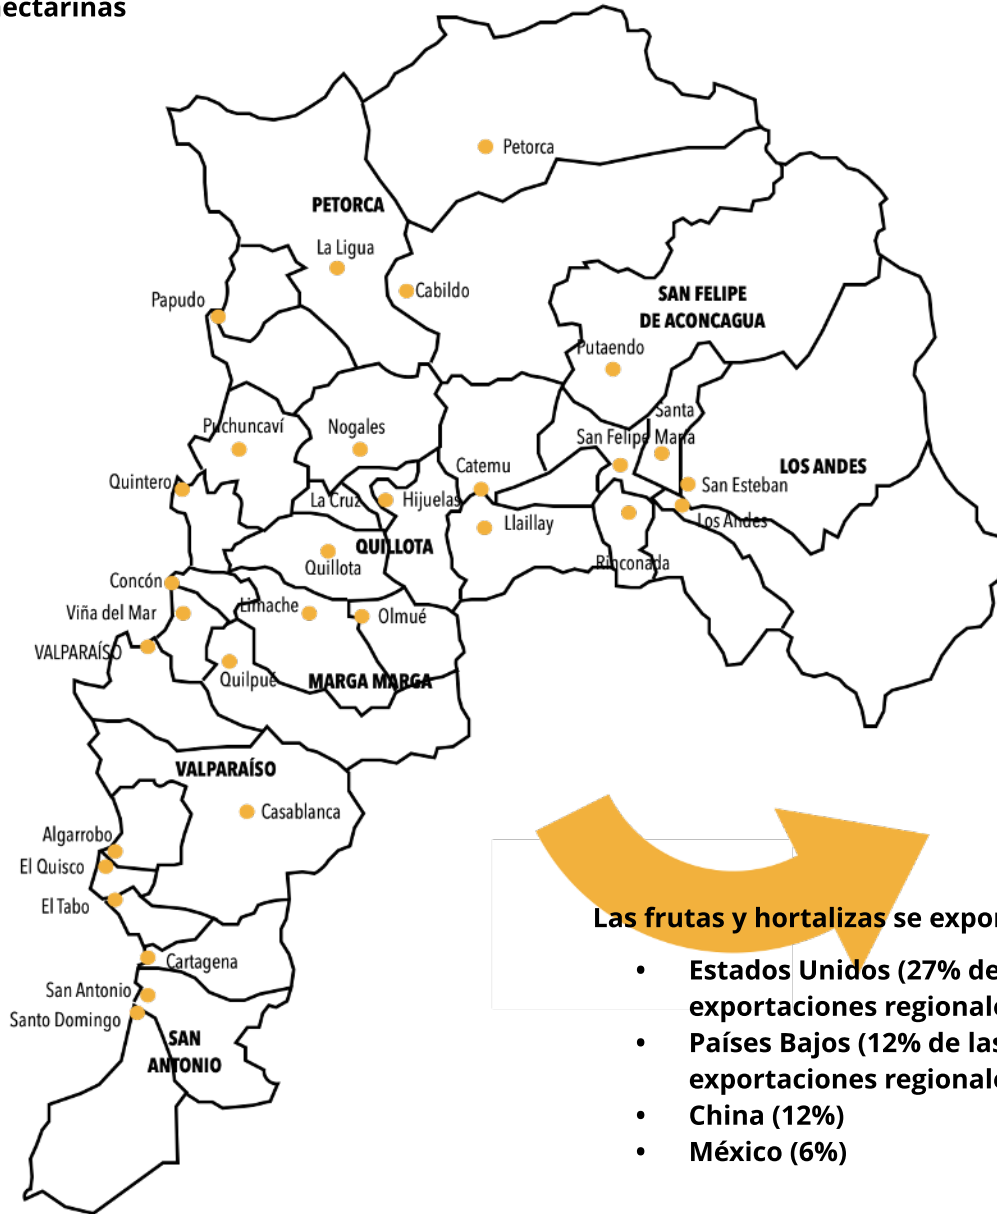 nectarinas
Petorca
PETORCA
La Ligua
Cabildo
Papudo
SAN FELIPE
DE ACONCAGUA
Putaendo
Santa
María
San Felipe
Puchuncaví
Nogales
Catemu
LOS ANDES
Quintero
La Cruz
Hijuelas
San Esteban
Llaillay
Los Andes
QUILLOTA
Quillota
Rinconada
Concón
Limache
Viña del Mar
Olmué
VALPARAÍSO
Quilpué
MARGA MARGA
VALPARAÍSO
Casablanca
Algarrobo
El Quisco
El Tabo
Cartagena
San Antonio
Santo Domingo
SAN
ANTONIO
Las frutas y hortalizas se expor
• Estados Unidos (27% de
exportaciones regionale
• Países Bajos (12% de las
exportaciones regionale
• China (12%)
• México (6%)